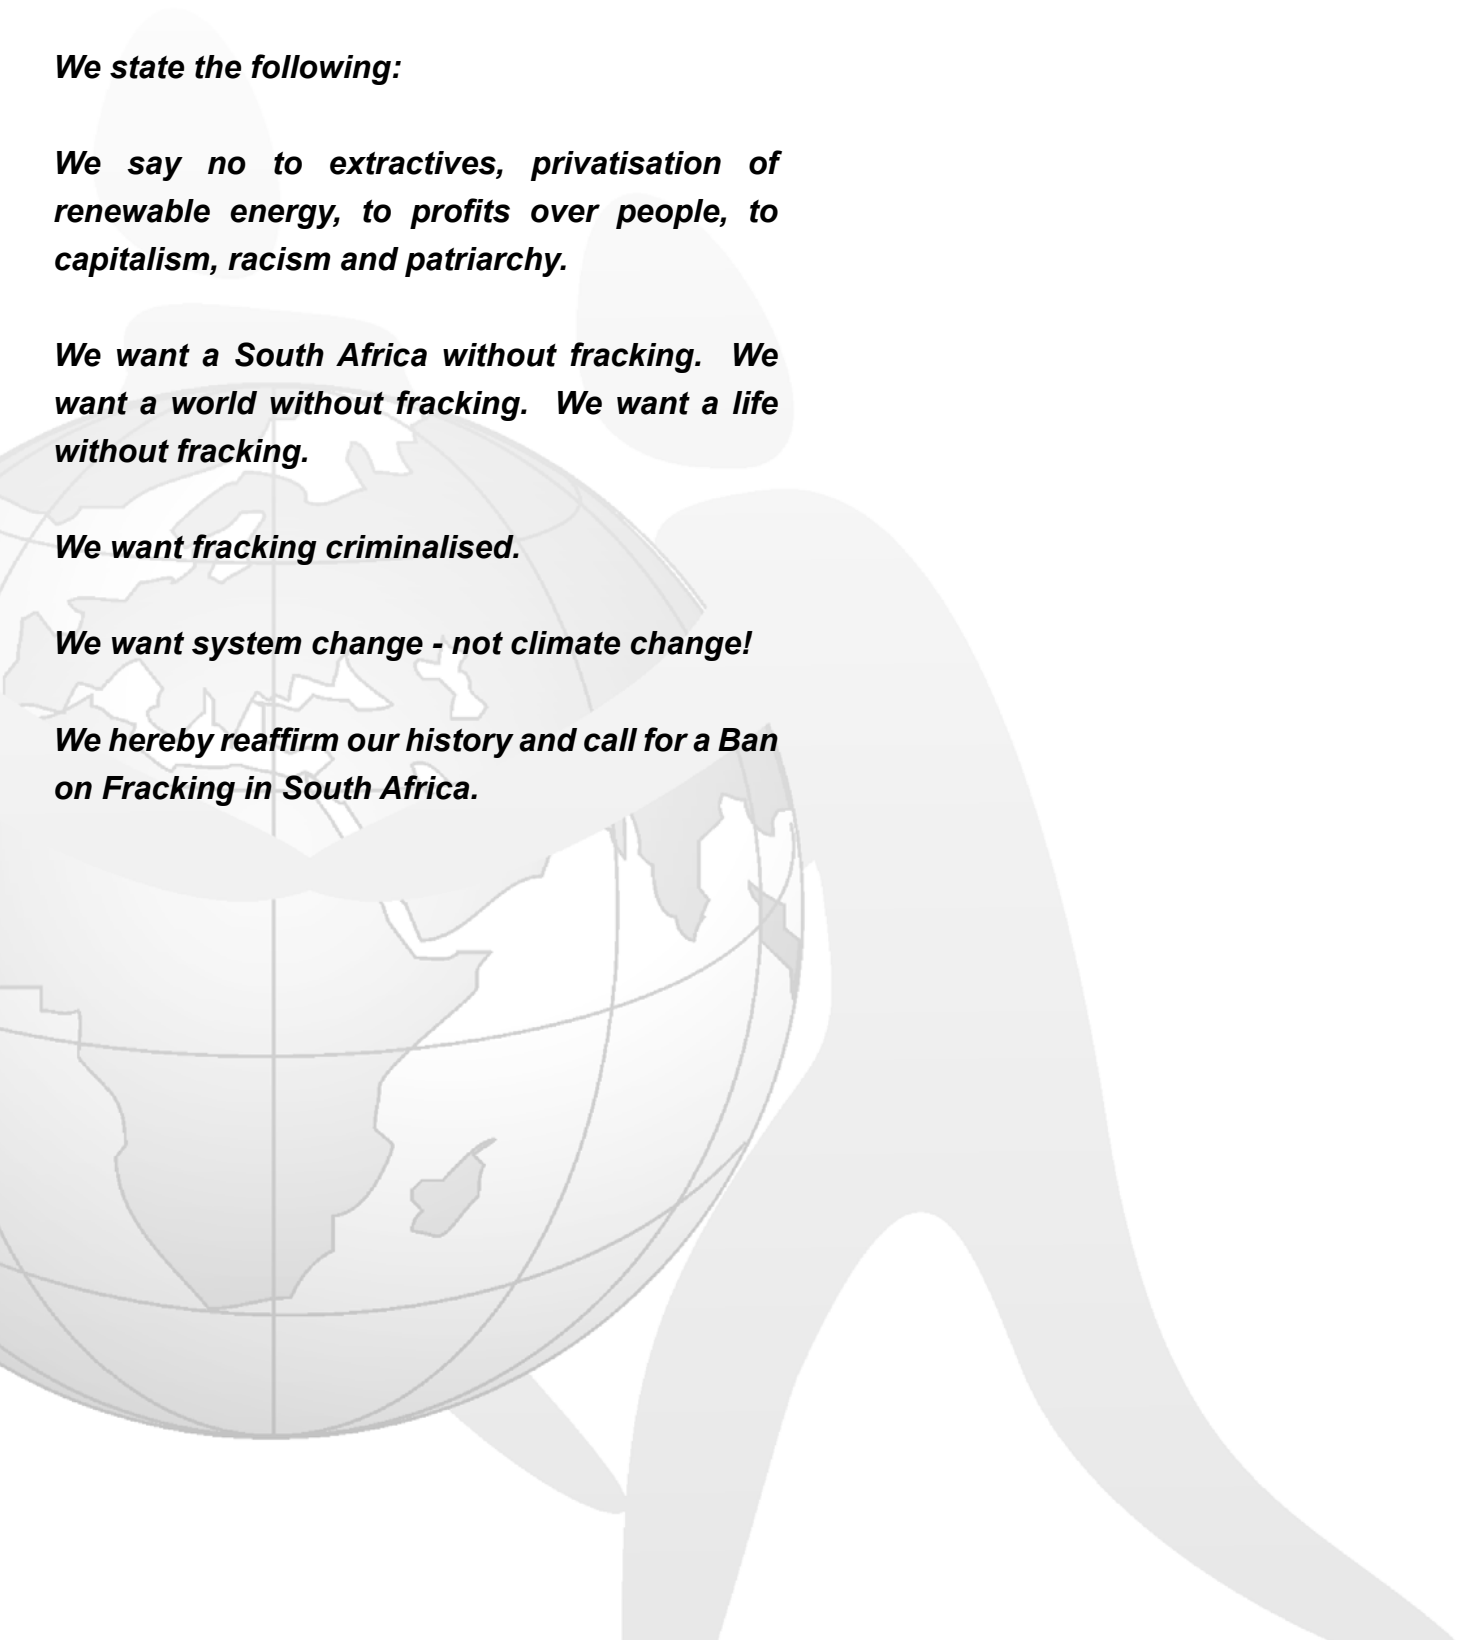 We state the following:
We say no to extractives, privatisation of
renewable energy, to profits over people, to
capitalism, racism and patriarchy.
We want a South Africa without fracking. We
want a world without fracking. We want a life
without fracking.
We want fracking criminalised.
We want system change - not climate change!
We hereby reaffirm our history and call for a Ban
on Fracking in South Africa.